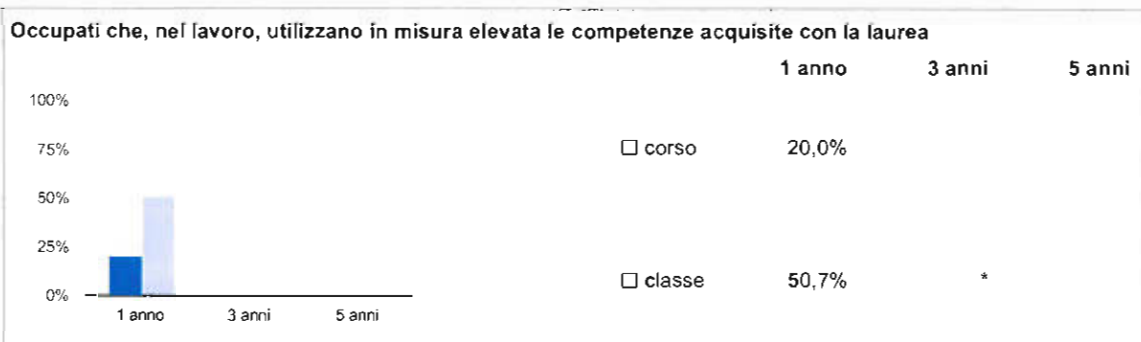 Occupati che, nel lavoro, utilizzano in misura elevata le competenze acquisite con la laurea
1 anno 3 anni 5 anni
100%
75%
50%
25%
0%
1 anno 3 anni 5 anni
☐ corso 20,0%
☐ classe 50,7% *